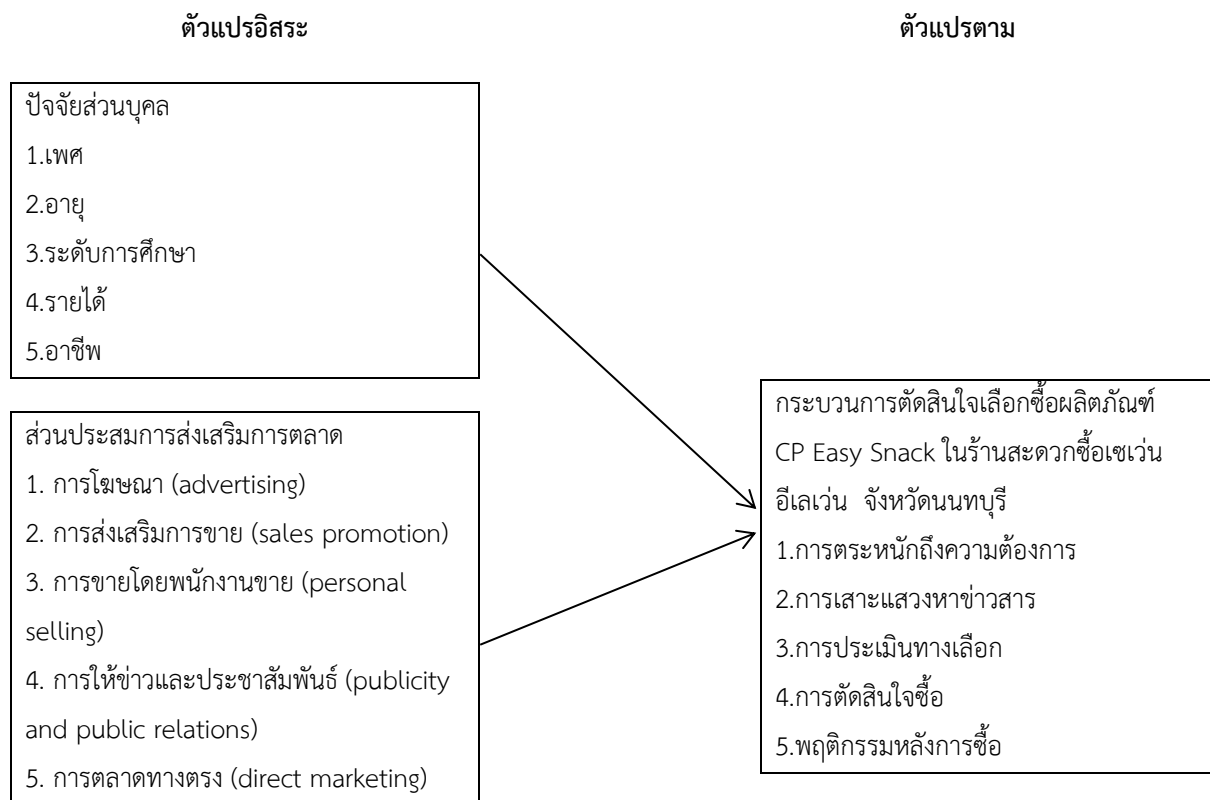 ตัวแปรอิสระ
ตัวแปรตาม
ปัจจัยส่วนบุคล
1.เพศ
2.อายุ
3.ระดับการศึกษา
4.รายได้
5.อาชีพ
ส่วนประสมการส่งเสริมการตลาด
1. การโฆษณา (advertising)
2. การส่งเสริมการขาย (sales promotion)
3. การขายโดยพนักงานขาย (personal
selling)
4. การให้ข่าวและประชาสัมพันธ์ (publicity
and public relations)
5. การตลาดทางตรง (direct marketing)
กระบวนการตัดสินใจเลือกซื้อผลิตภัณฑ์
CP Easy Snack ในร้านสะดวกซื้อเซเว่น
อีเลเว่น จังหวัดนนทบุรี
1.การตระหนักถึงความต้องการ
2.การเสาะแสวงหาข่าวสาร
3.การประเมินทางเลือก
4.การตัดสินใจซื้อ
5.พฤติกรรมหลังการซื้อ